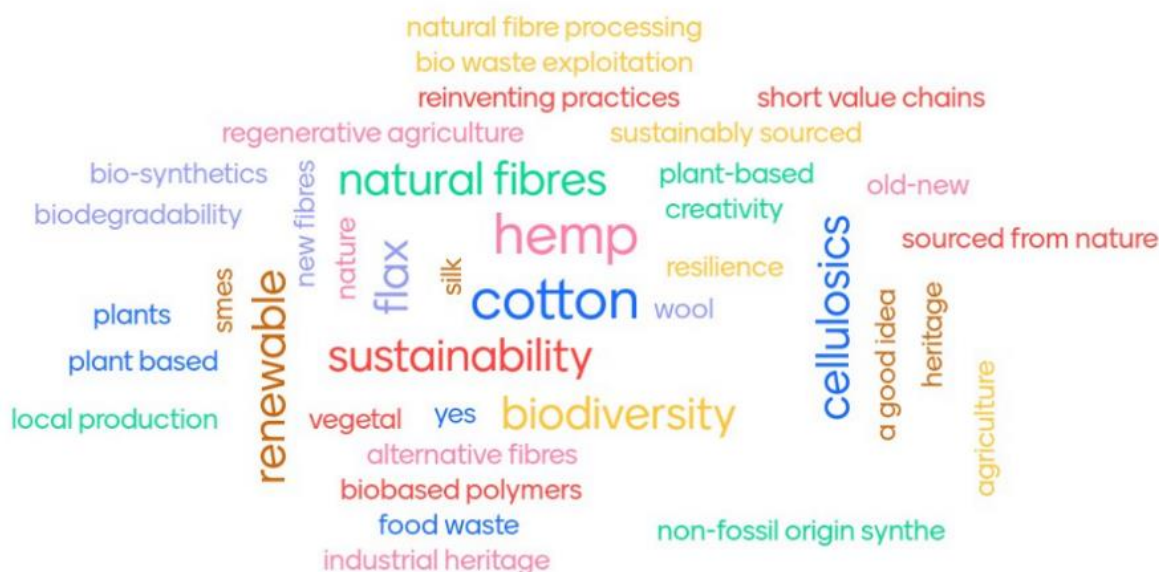 natural fibre processing
bio waste exploitation
reinventing practices
short value chains
regenerative agriculture
sustainably sourced
bio-synthetics
new fibres
natural fibres
plant-based
old-new
biodegradability
nature
flax
silk
hemp
creativity
cellulosics
sourced from nature
smes
renewable
cotton
resilience
wool
a good idea
heritage
plants
plant based
sustainability
agriculture
local production
vegetal
yes
biodiversity
alternative fibres
biobased polymers
food waste
non-fossil origin synthe
industrial heritage